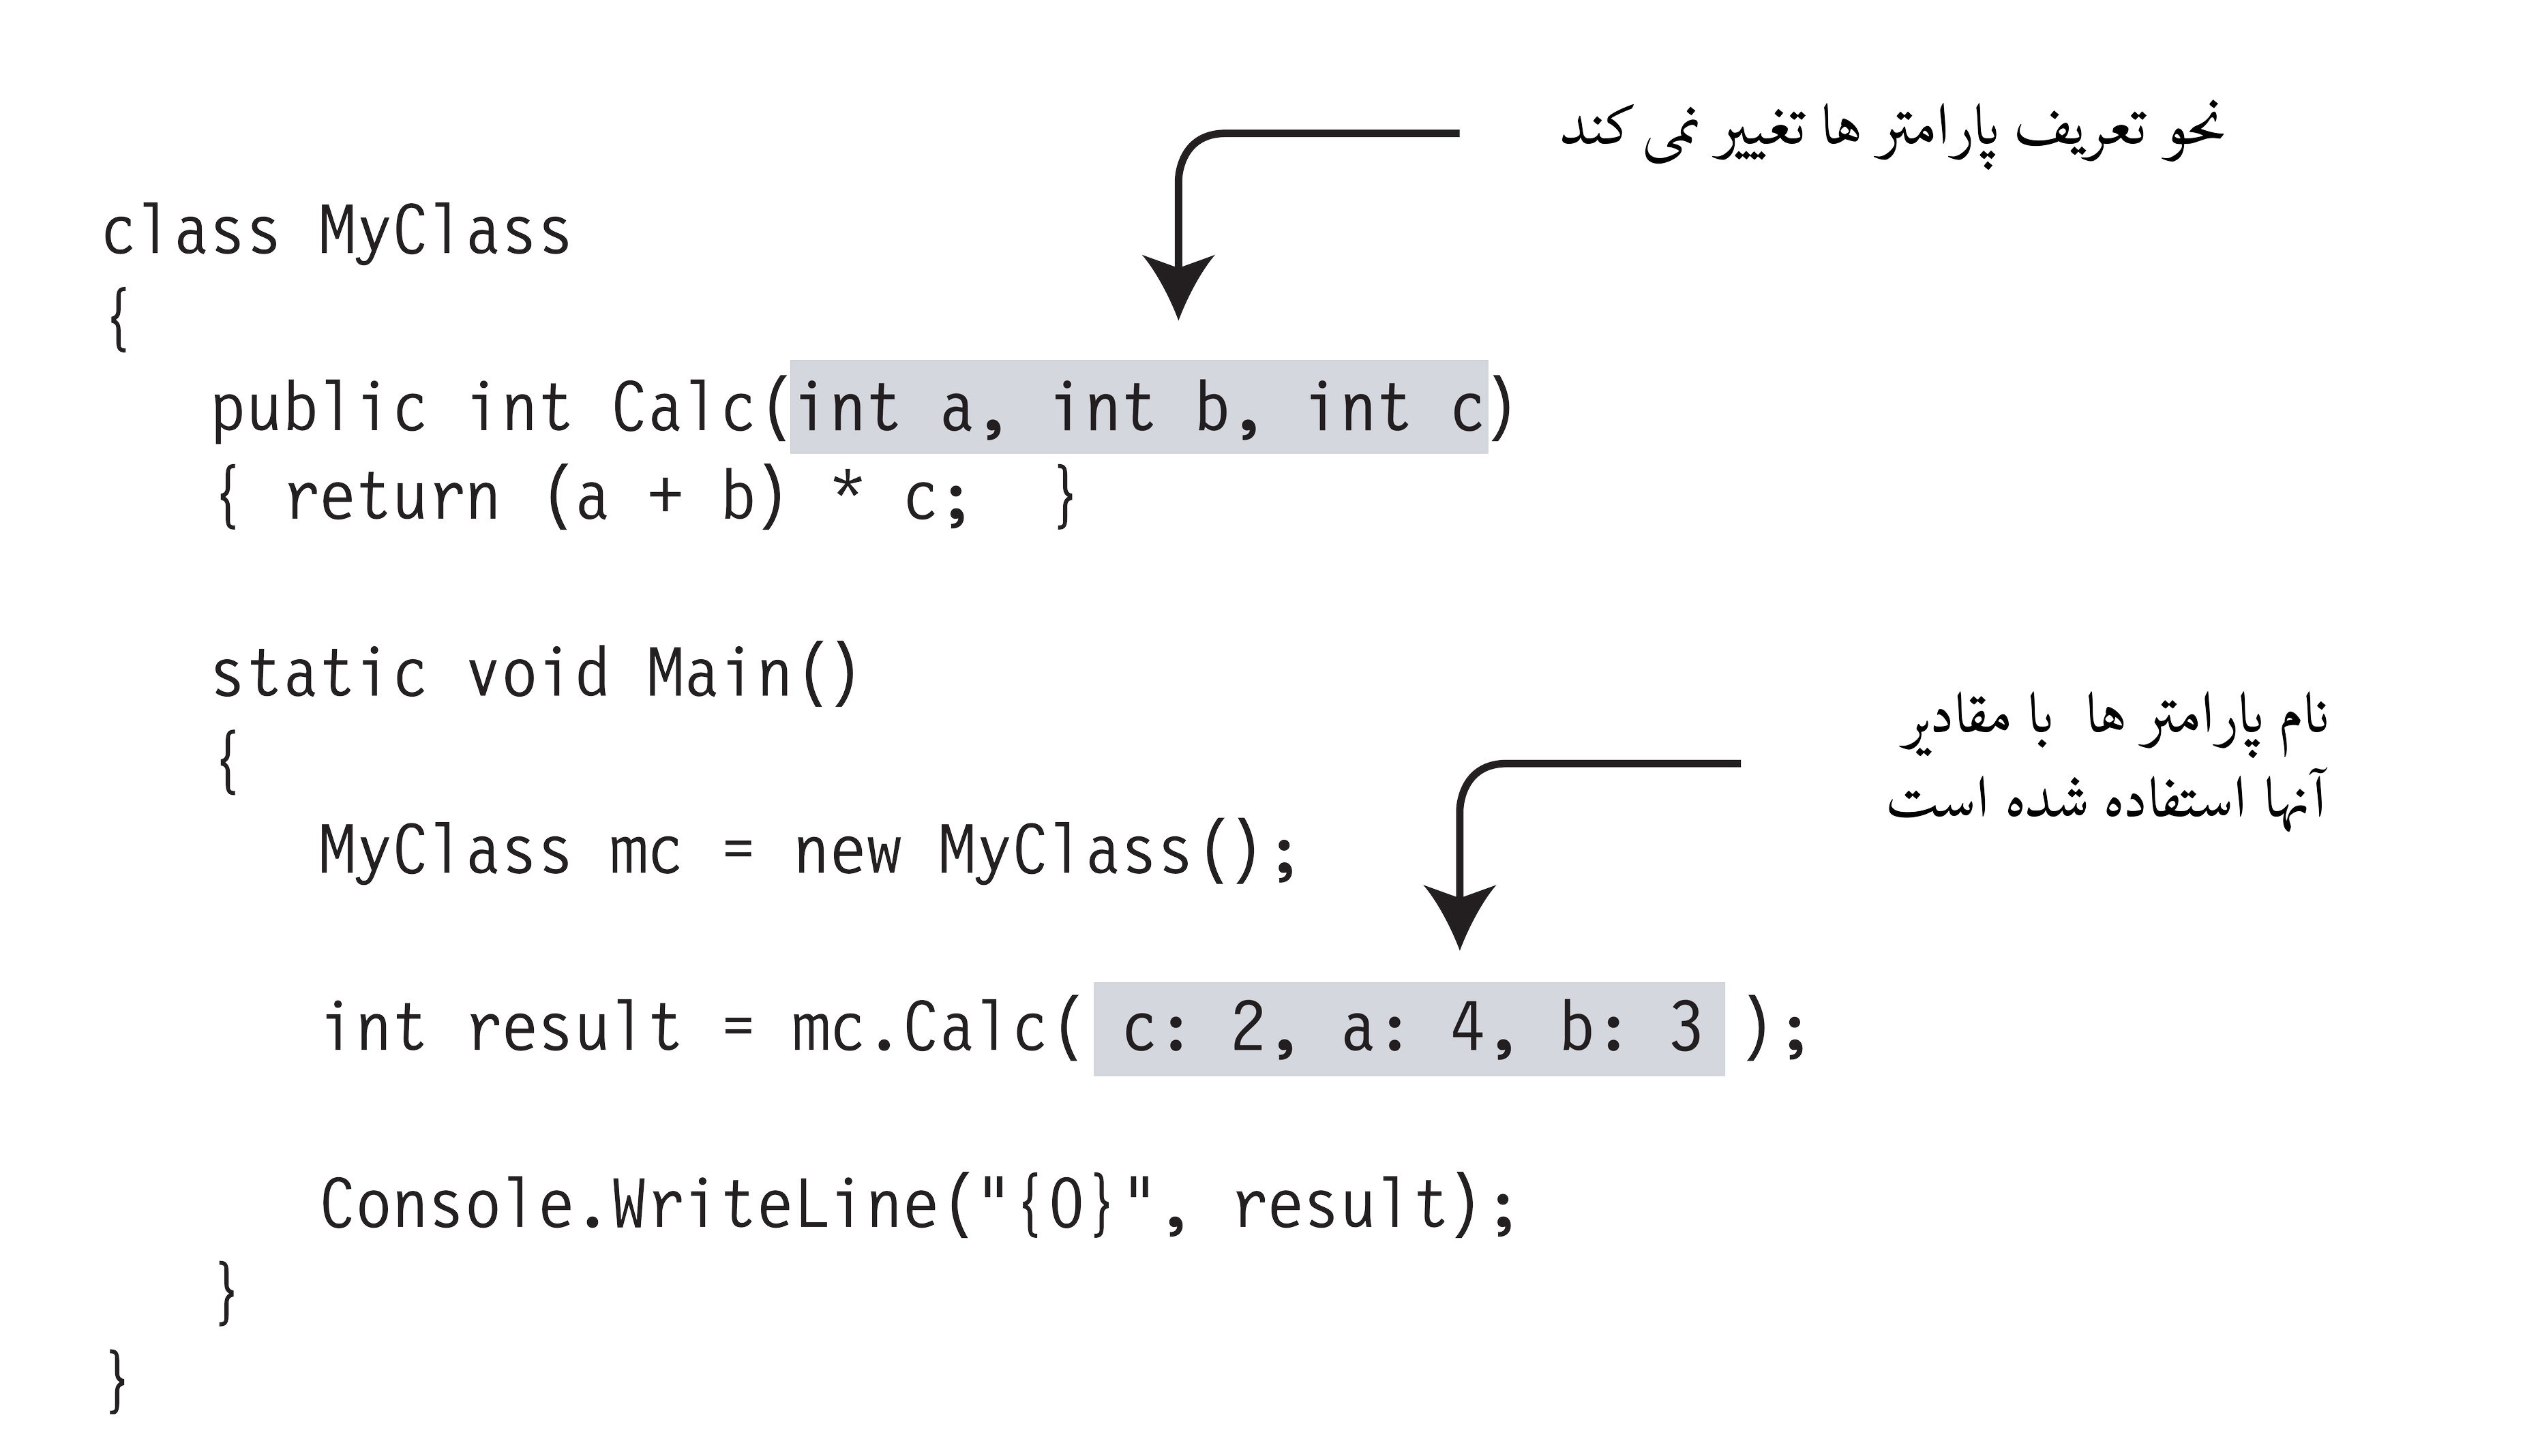 نحو تعریف پارامتر ها تغییر نمی کند
class MyClass
{
public int Calc(int a, int b, int c)
{ return (a + b) * c;  }
static void Main()
{
نام پارامتر ها  با مقادیر
آنها استفاده شده است
MyClass mc = new MyClass();
int result = mc.Calc( c: 2, a: 4, b: 3 );
Console.WriteLine("{0}", result);
}
}